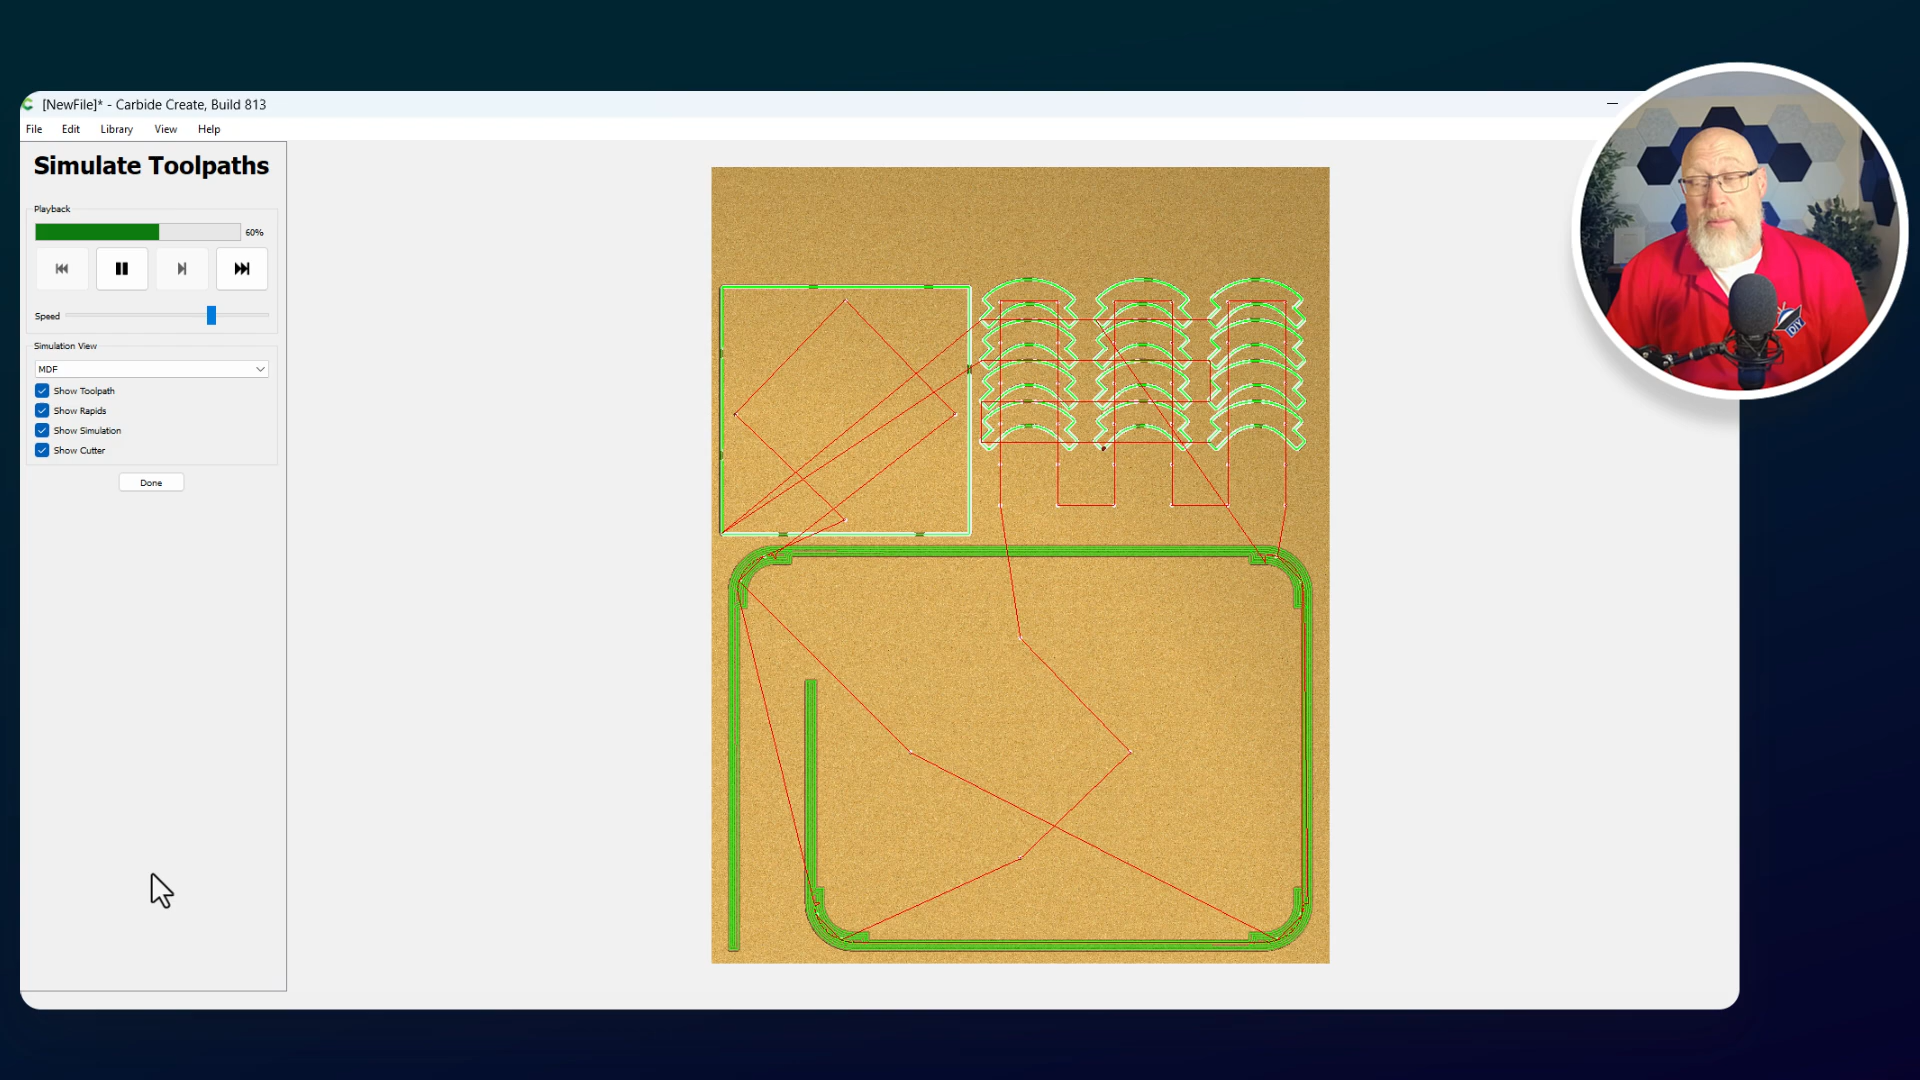 [NewFile]* - Carbide Create, Build 813
File Edit Library View Help
Simulate Toolpaths
Playback
60%
Speed
Simulation View
MDF
Show Toolpath
Show Rapids
Show Simulation
Show Cutter
Done
DIY